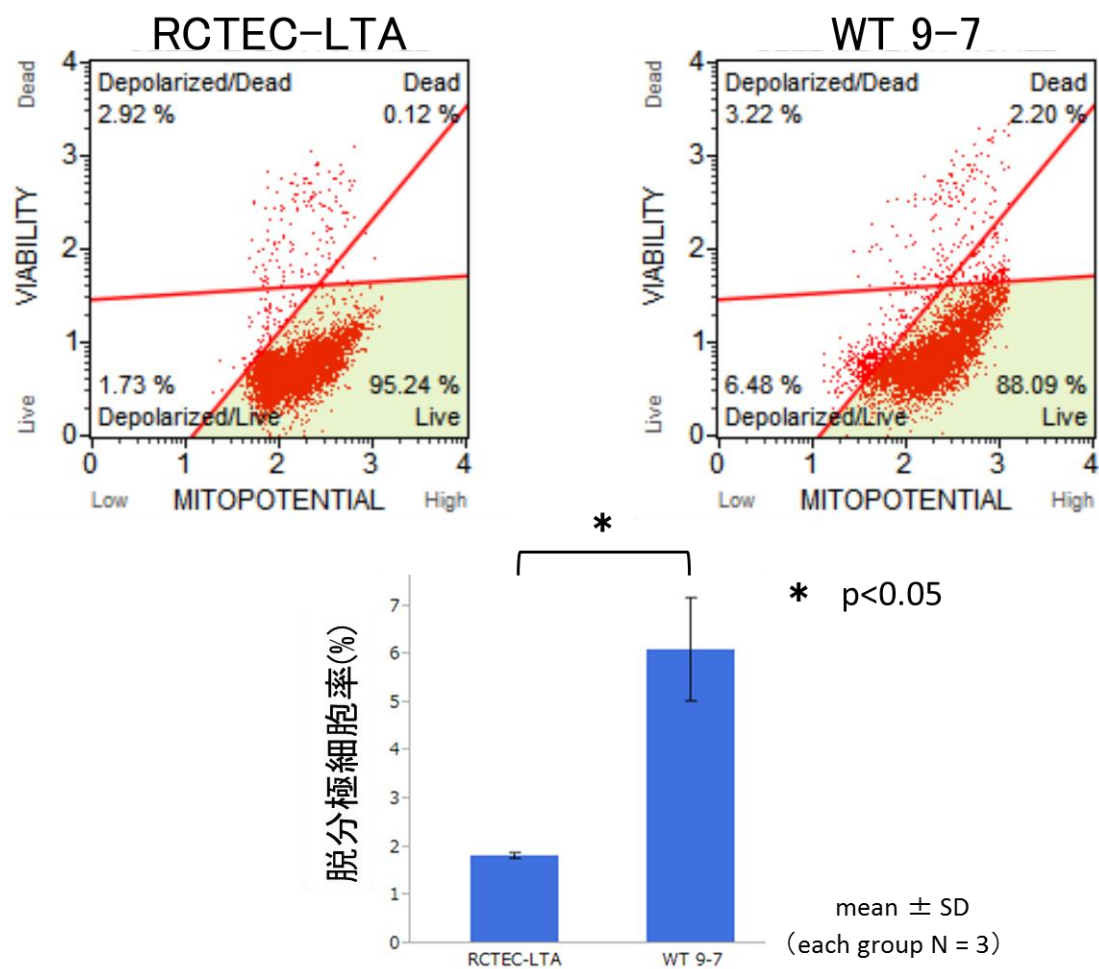 RCTEC-LTA
WT 9-7
4
Dead
Depolarized/Dead
Dead
2.92 %
0.12 %
3
VIABILITY
2
1
1.73 %
95.24 %
Depolarized/Live
Live
Live
0
0 1 2 3 4
Low
MITOPOTENTIAL
High
4
Dead
Depolarized/Dead
Dead
3.22 %
2.20 %
3
VIABILITY
2
1
6.48 %
88.09 %
Depolarized/Live
Live
Live
0
0 1 2 3 4
Low
MITOPOTENTIAL
High
*
* p<0.05
脱分極細胞率(%)
7
6
5
4
3
2
1
0
RCTEC-LTA
WT 9-7
mean ± SD
（each group N = 3）